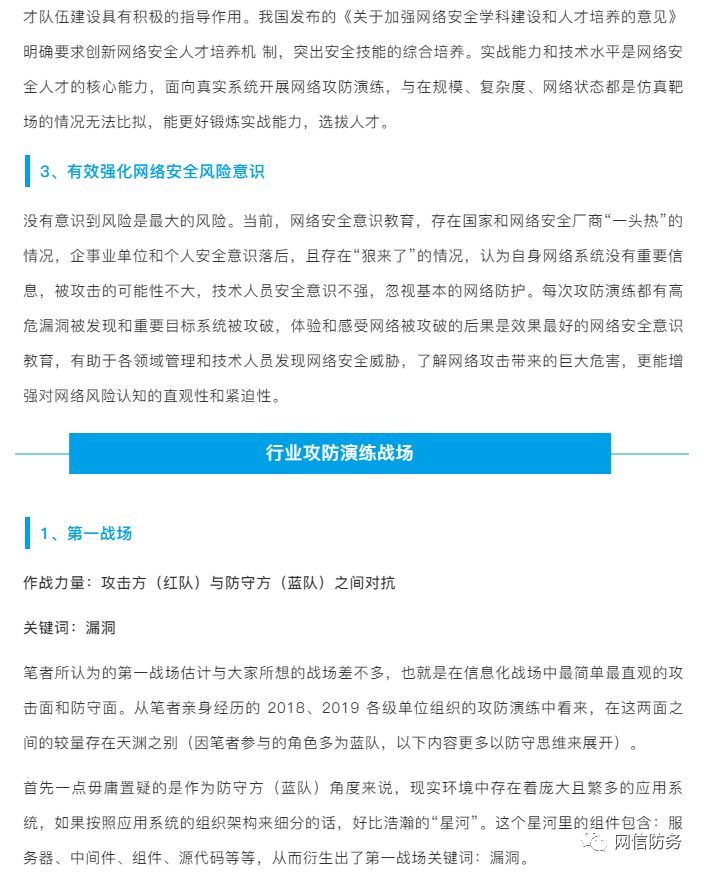 才队伍建设具有积极的指导作用。我国发布的《关于加强网络安全学科建设和人才培养的意见》
明确要求创新网络安全人才培养机 制，突出安全技能的综合培养。实战能力和技术水平是网络安
全人才的核心能力，面向真实系统开展网络攻防演练，与在规模、复杂度、网络状态都是仿真靶
场的情况无法比拟，能更好锻炼实战能力，选拔人才。
3、有效强化网络安全风险意识
没有意识到风险是最大的风险。当前，网络安全意识教育，存在国家和网络安全厂商“一头热”的
情况，企事业单位和个人安全意识落后，且存在“狼来了”的情况，认为自身网络系统没有重要信
息，被攻击的可能性不大，技术人员安全意识不强，忽视基本的网络防护。每次攻防演练都有高
危漏洞被发现和重要目标系统被攻破，体验和感受网络被攻破的后果是效果最好的网络安全意识
教育，有助于各领域管理和技术人员发现网络安全威胁，了解网络攻击带来的巨大危害，更能增
强对网络风险认知的直观性和紧迫性。
行业攻防演练战场
1、第一战场
作战力量：攻击方（红队）与防守方（蓝队）之间对抗
关键词：漏洞
笔者所认为的第一战场估计与大家所想的战场差不多，也就是在信息化战场中最简单最直观的攻
击面和防守面。从笔者亲身经历的 2018、2019 各级单位组织的攻防演练中看来，在这两面之
间的较量存在天渊之别（因笔者参与的角色多为蓝队，以下内容更多以防守思维来展开）。
首先一点毋庸置疑的是作为防守方（蓝队）角度来说，现实环境中存在着庞大且繁多的应用系
统，如果按照应用系统的组织架构来细分的话，好比浩瀚的“星河”。这个星河里的组件包含：服
务器、中间件、组件、源代码等等，从而衍生出了第一战场关键词：漏洞。
网信防务